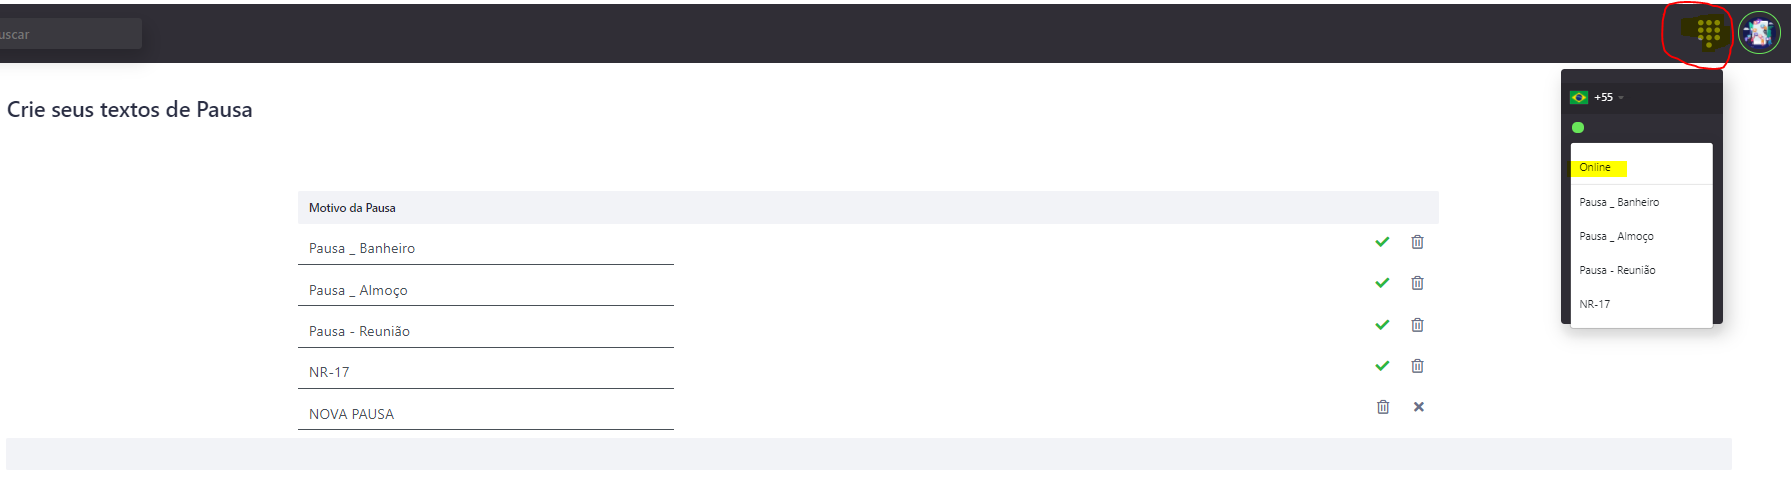 uscar
+55
Crie seus textos de Pausa
Online
Pausa _ Banheiro
Pausa _ Almoço
Pausa - Reunião
NR-17
Motivo da Pausa
Pausa _ Banheiro
Pausa _ Almoço
Pausa - Reunião
NR-17
NOVA PAUSA